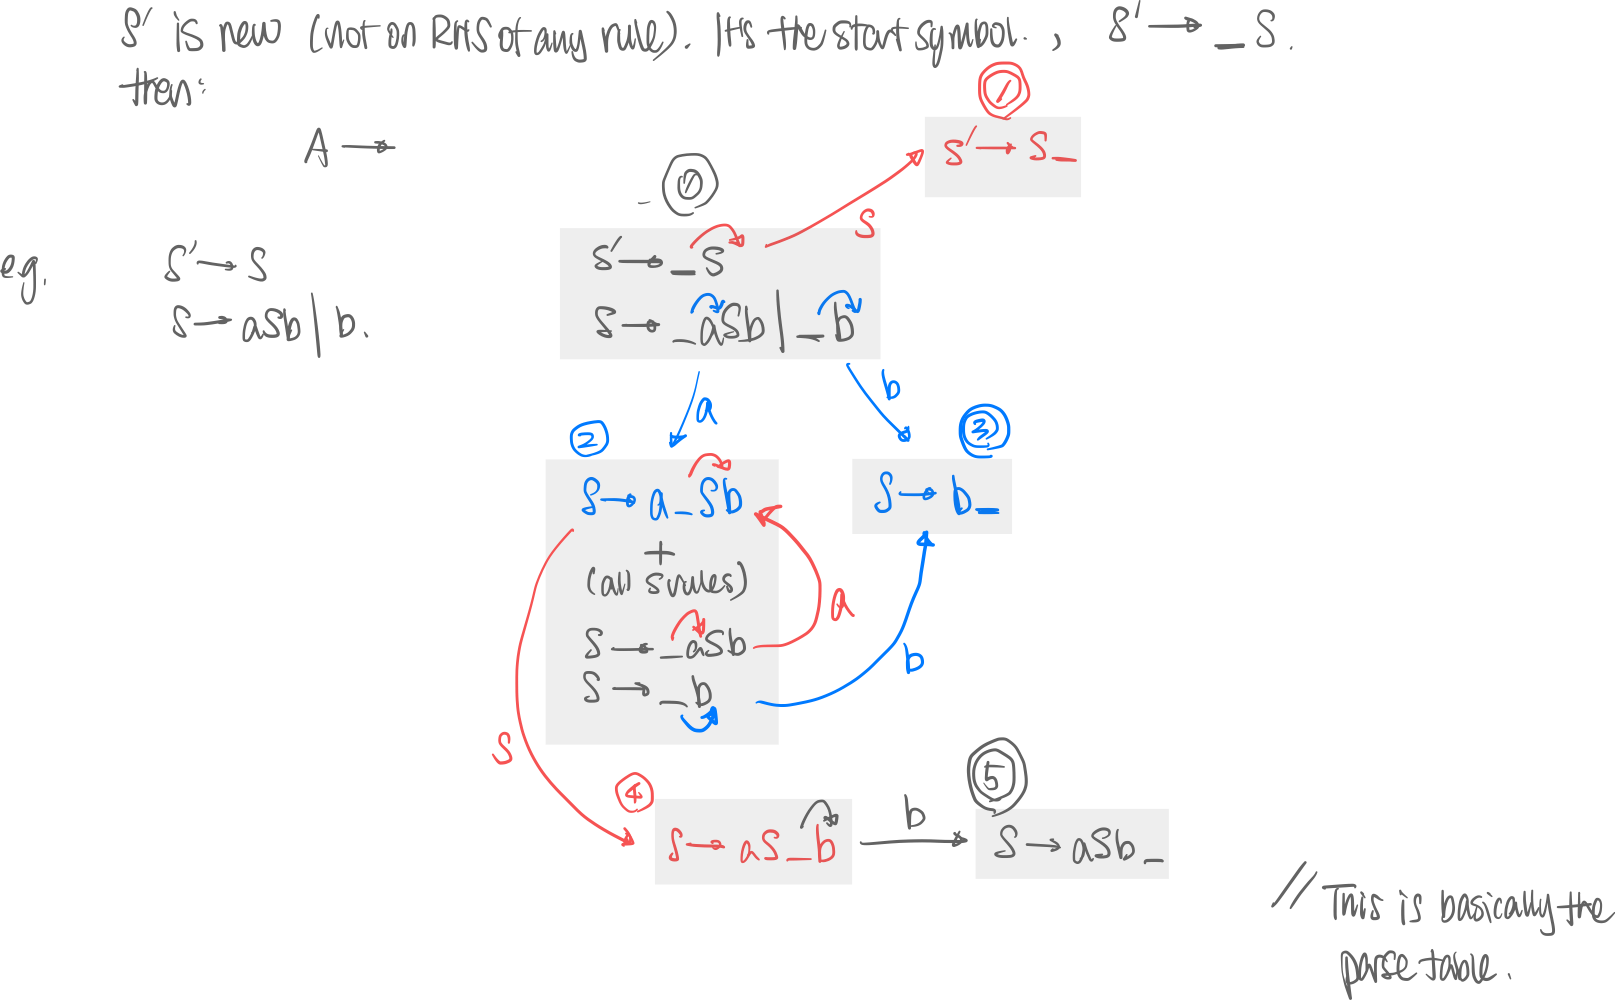 S' is new (not on RHS of any rule). It's the start symbol. , S' → _ S.
then:
A →
①
S' → S_
⓪
S
eg.
S' → S
S → aSb | b.
S' → _S
S → _aSb | _b
a
b
②
③
S → a_Sb
S → b_
+
(all S rules)
a
S → _aSb
S → _b
b
S
④
⑤
S → aS_b
b
S → aSb_
// This is basically the
parse table.